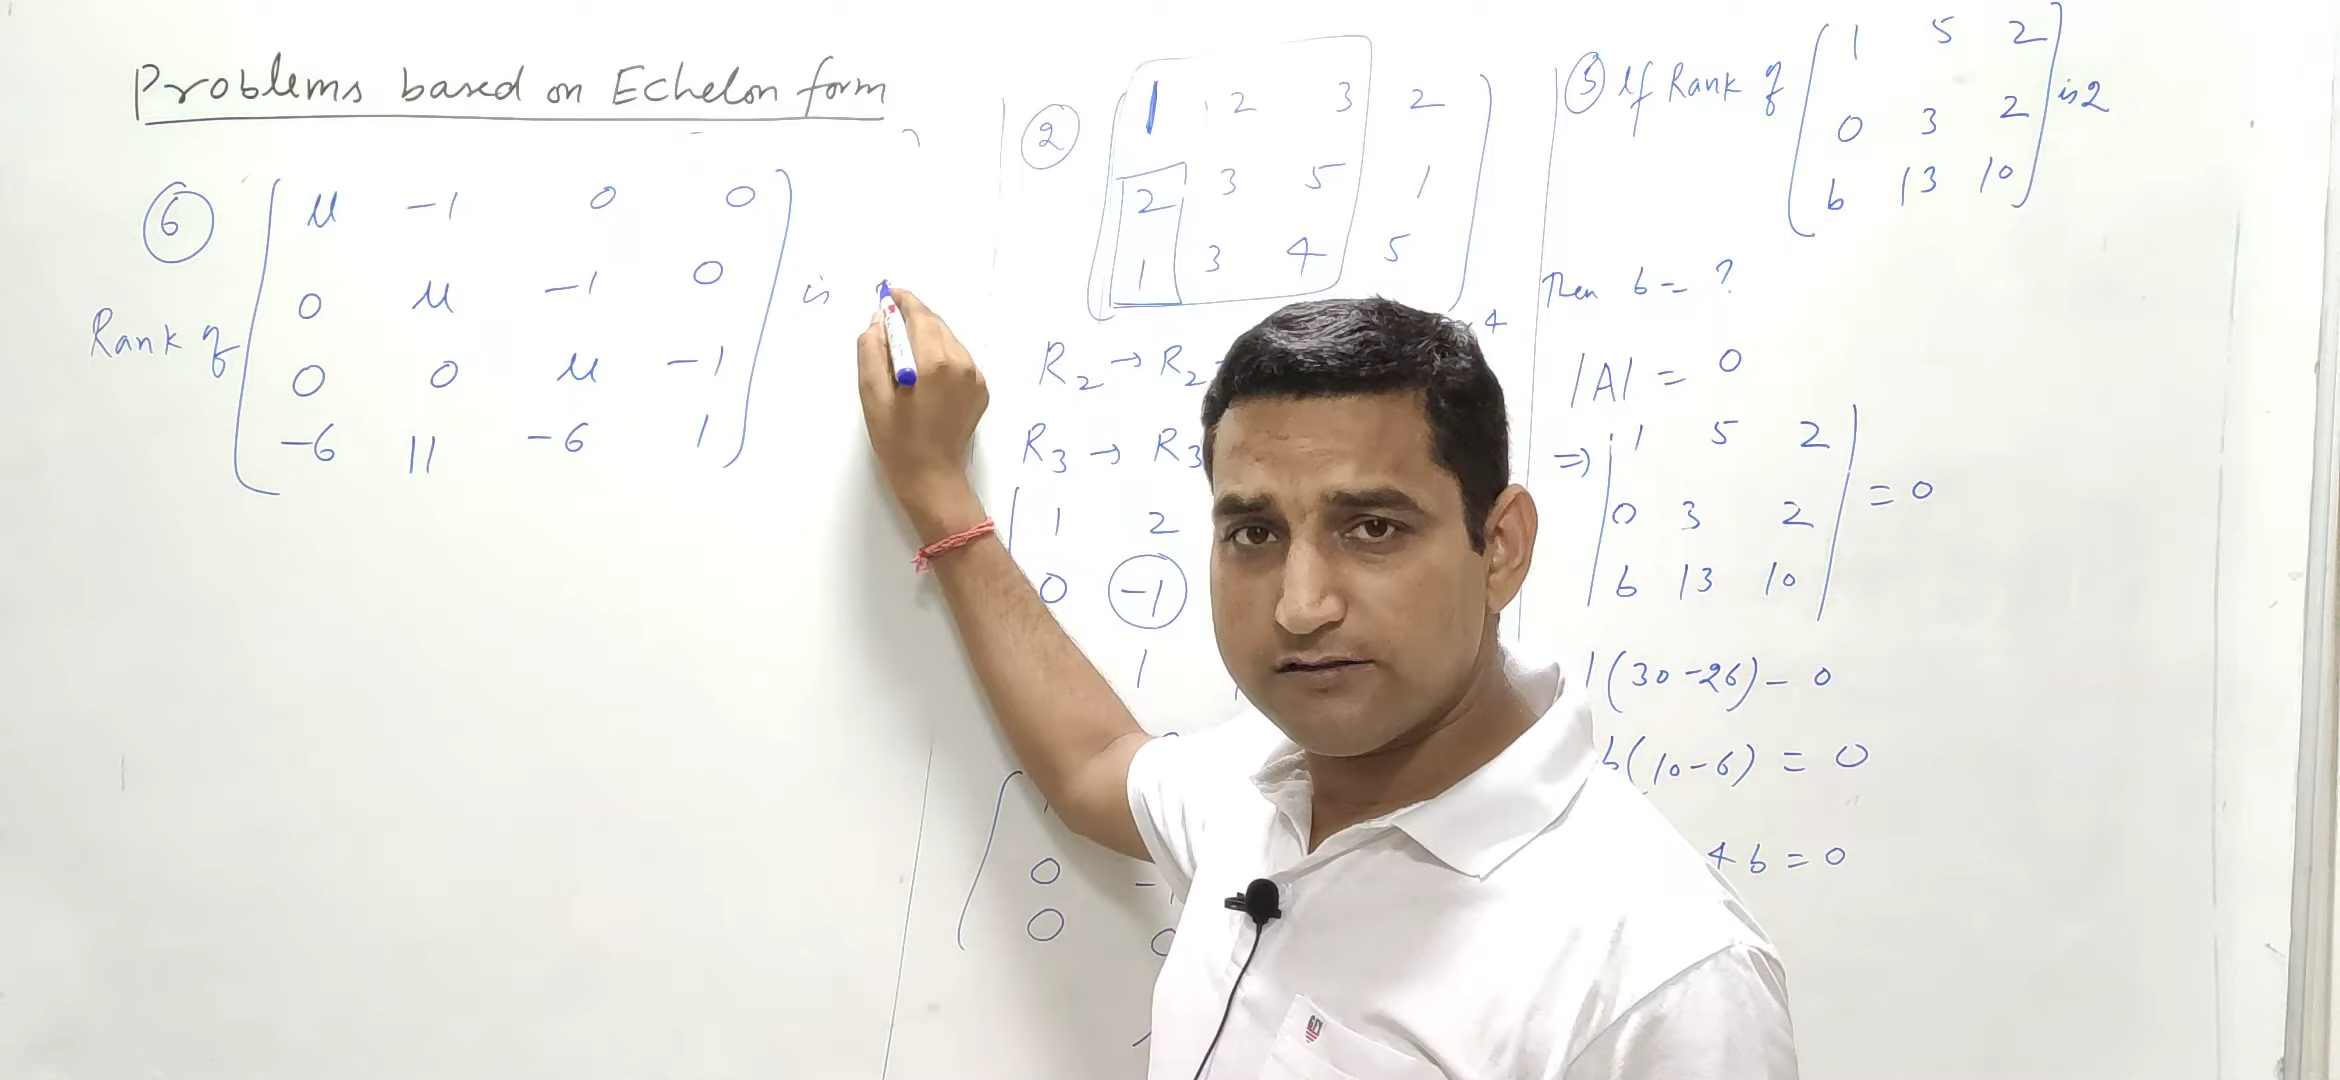 Problems based on Echelon form
6
Rank of
μ -1 0 0
0 μ -1 0
0 0 μ -1
-6 11 -6 1
is
2
1 2 3 2
2 3 5 1
1 3 4 5
4
R2 → R2
R3 → R3
1 2
0 -1
1
0
0
If Rank of
1 5 2
0 3 2
b 13 10
is 2
Then b = ?
|A| = 0
⇒ | 1 5 2
0 3 2
b 13 10 | = 0
1(30-26) - 0
b(10-6) = 0
4b = 0